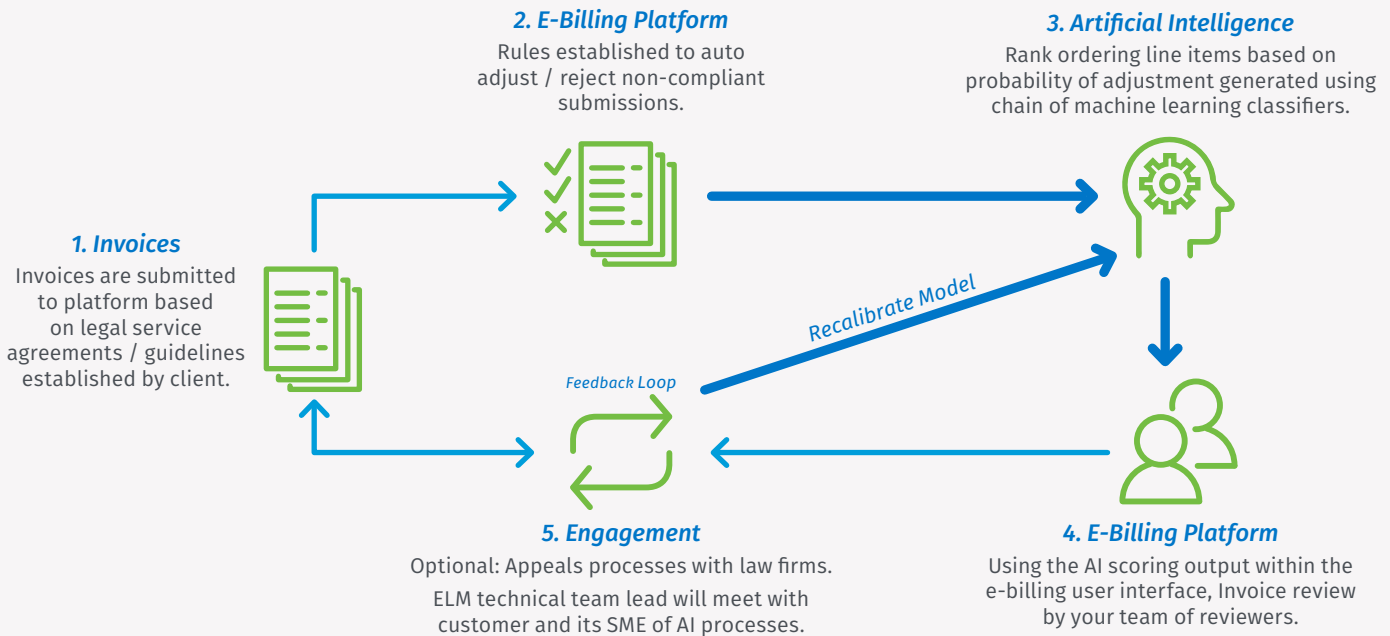 1. Invoices
Invoices are submitted
to platform based
on legal service
agreements / guidelines
established by client.
2. E-Billing Platform
Rules established to auto
adjust / reject non-compliant
submissions.
3. Artificial Intelligence
Rank ordering line items based on
probability of adjustment generated using
chain of machine learning classifiers.
Recalibrate Model
Feedback Loop
4. E-Billing Platform
Using the AI scoring output within the
e-billing user interface, Invoice review
by your team of reviewers.
5. Engagement
Optional: Appeals processes with law firms.
ELM technical team lead will meet with
customer and its SME of AI processes.